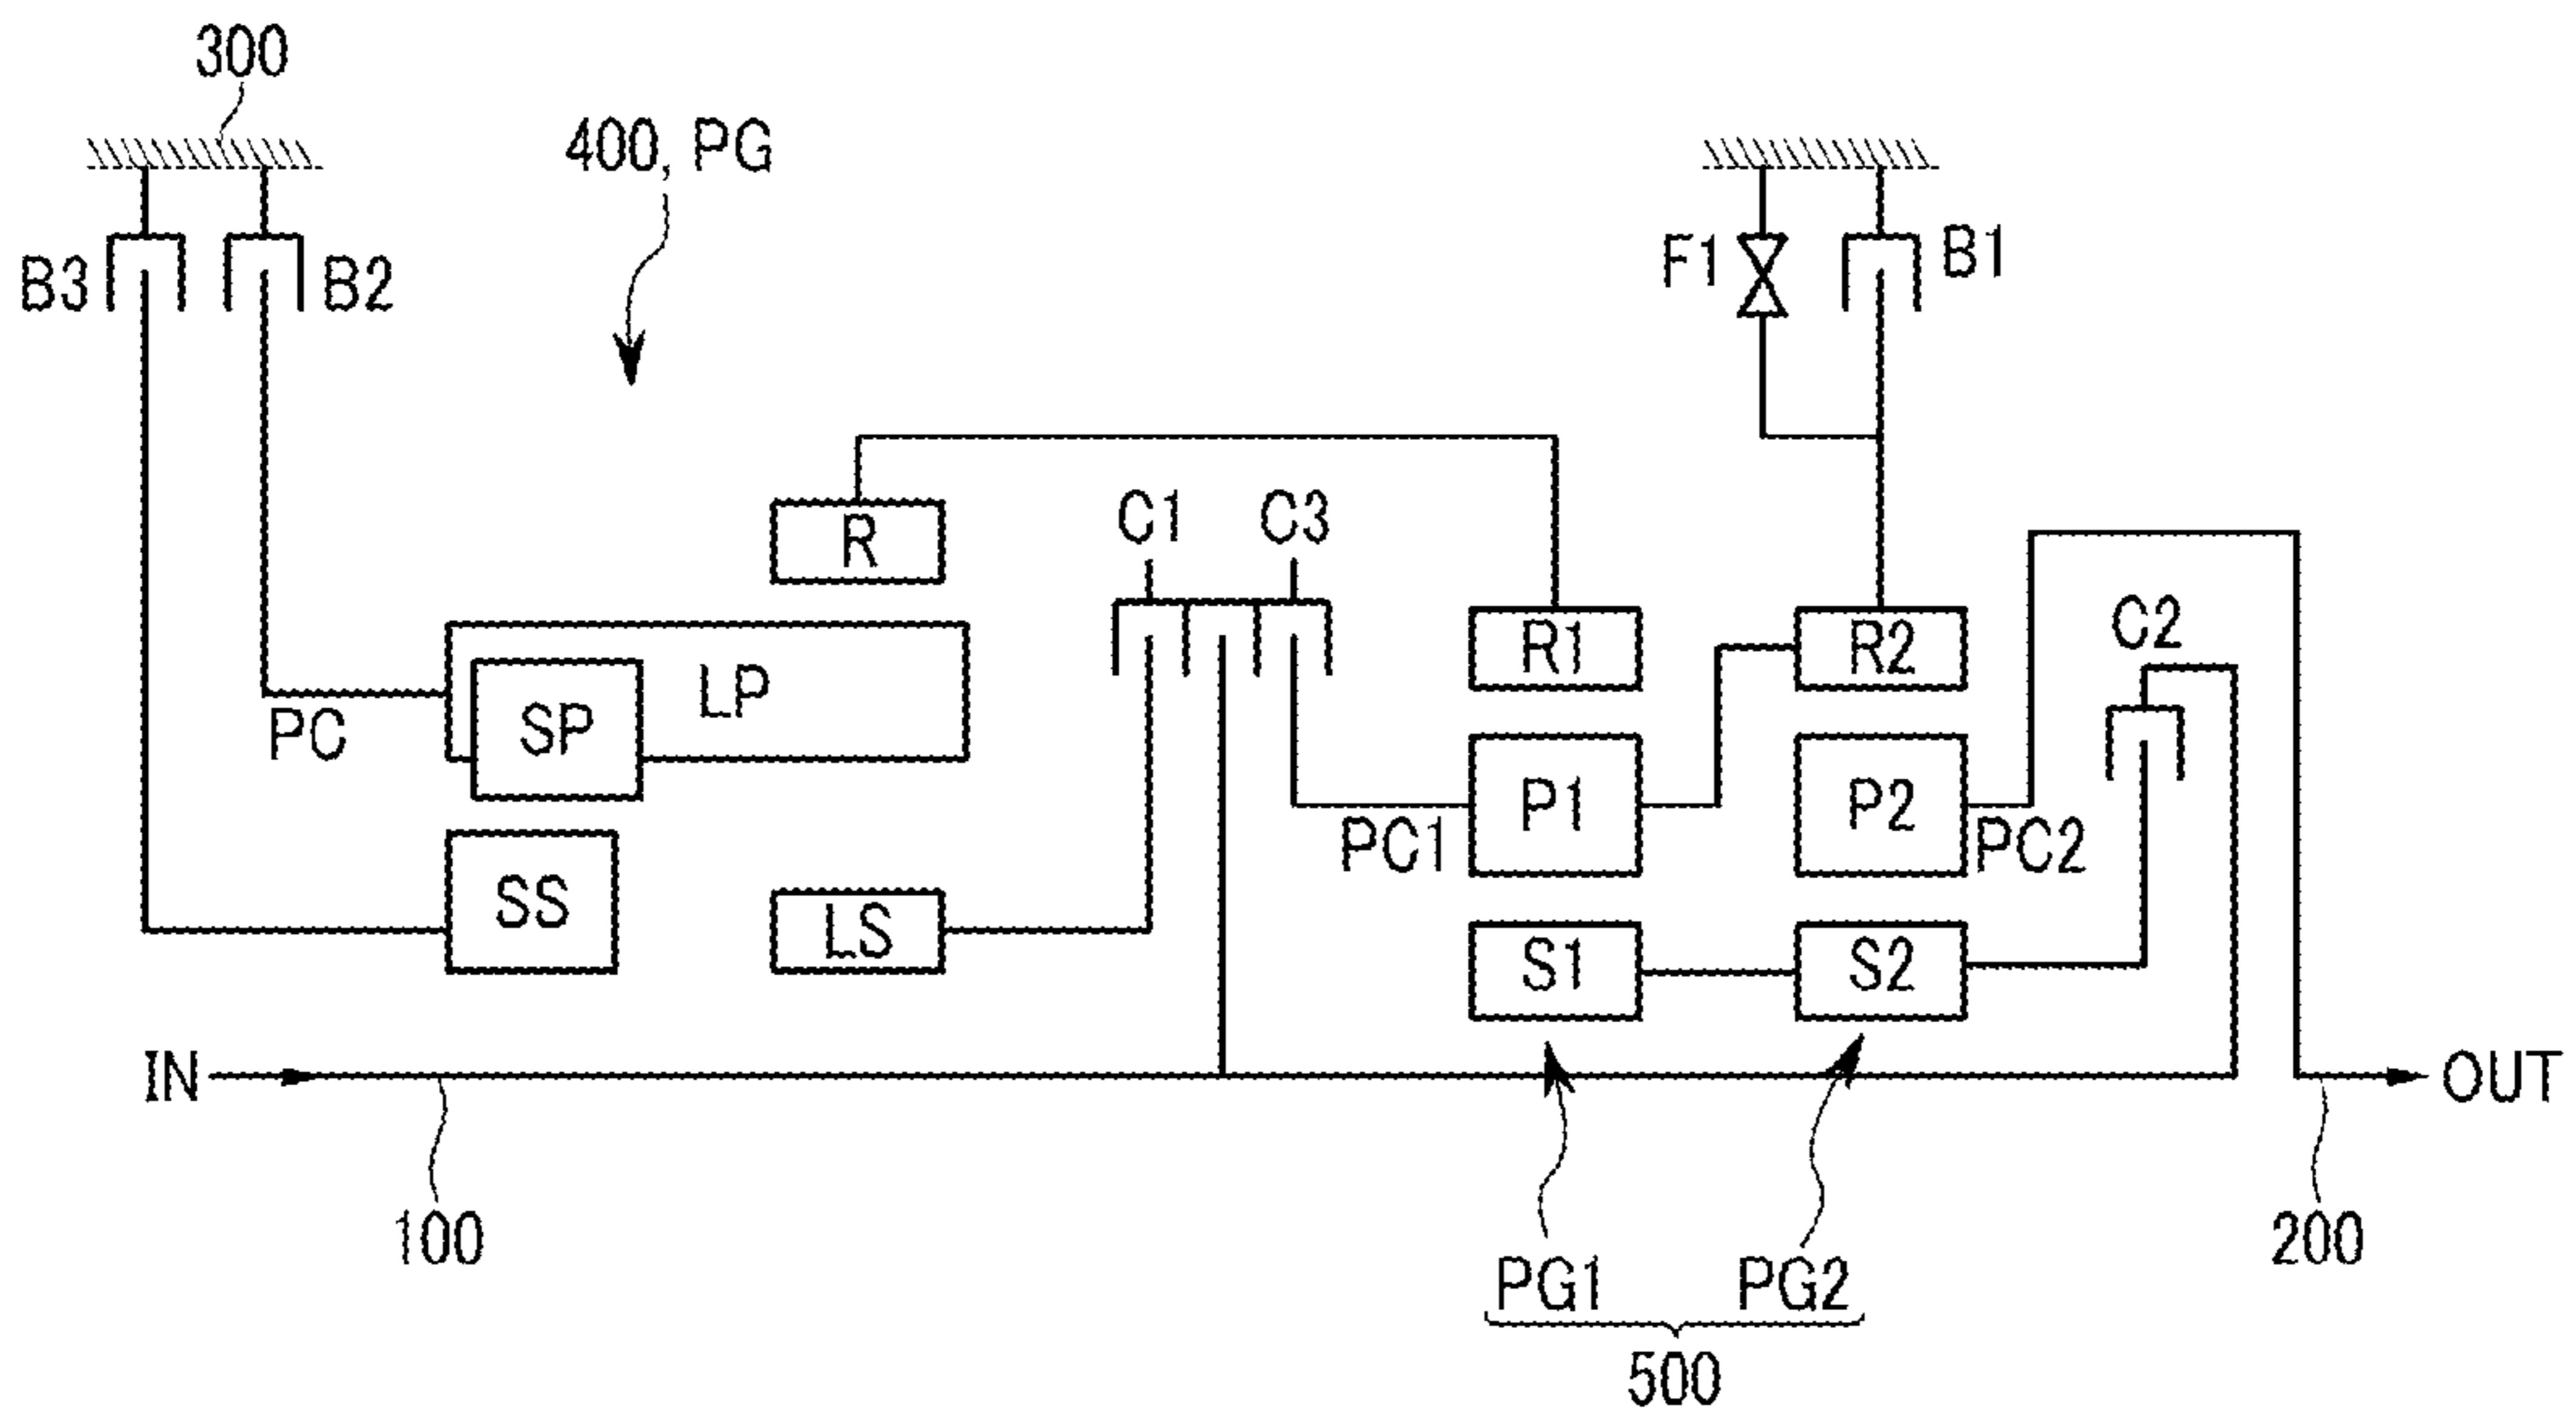 300
400, PG
B3
B2
F1
B1
R
C1
C3
R1
R2
C2
LP
SP
PC
P1
P2
PC1
PC2
SS
LS
S1
S2
IN
OUT
100
200
PG1
PG2
500